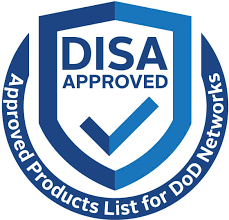 DISA
APPROVED
Approved Products List for DoD Networks